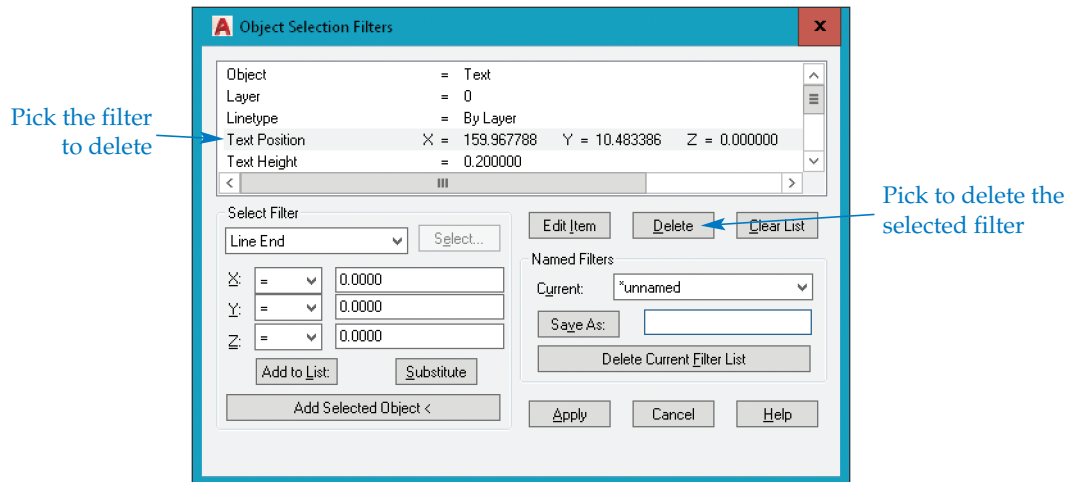 Object Selection Filters
x
Object = Text
Layer = 0
Linetype = By Layer
Text Position X = 159.967788 Y = 10.483386 Z = 0.000000
Text Height = 0.200000
Pick the filter
to delete
Pick to delete the
selected filter
Select Filter
Line End
Select...
X: = 0.0000
Y: = 0.0000
Z: = 0.0000
Add to List:
Substitute
Add Selected Object <
Edit Item
Delete
Clear List
Named Filters
Current: *unnamed
Save As:
Delete Current Filter List
Apply
Cancel
Help